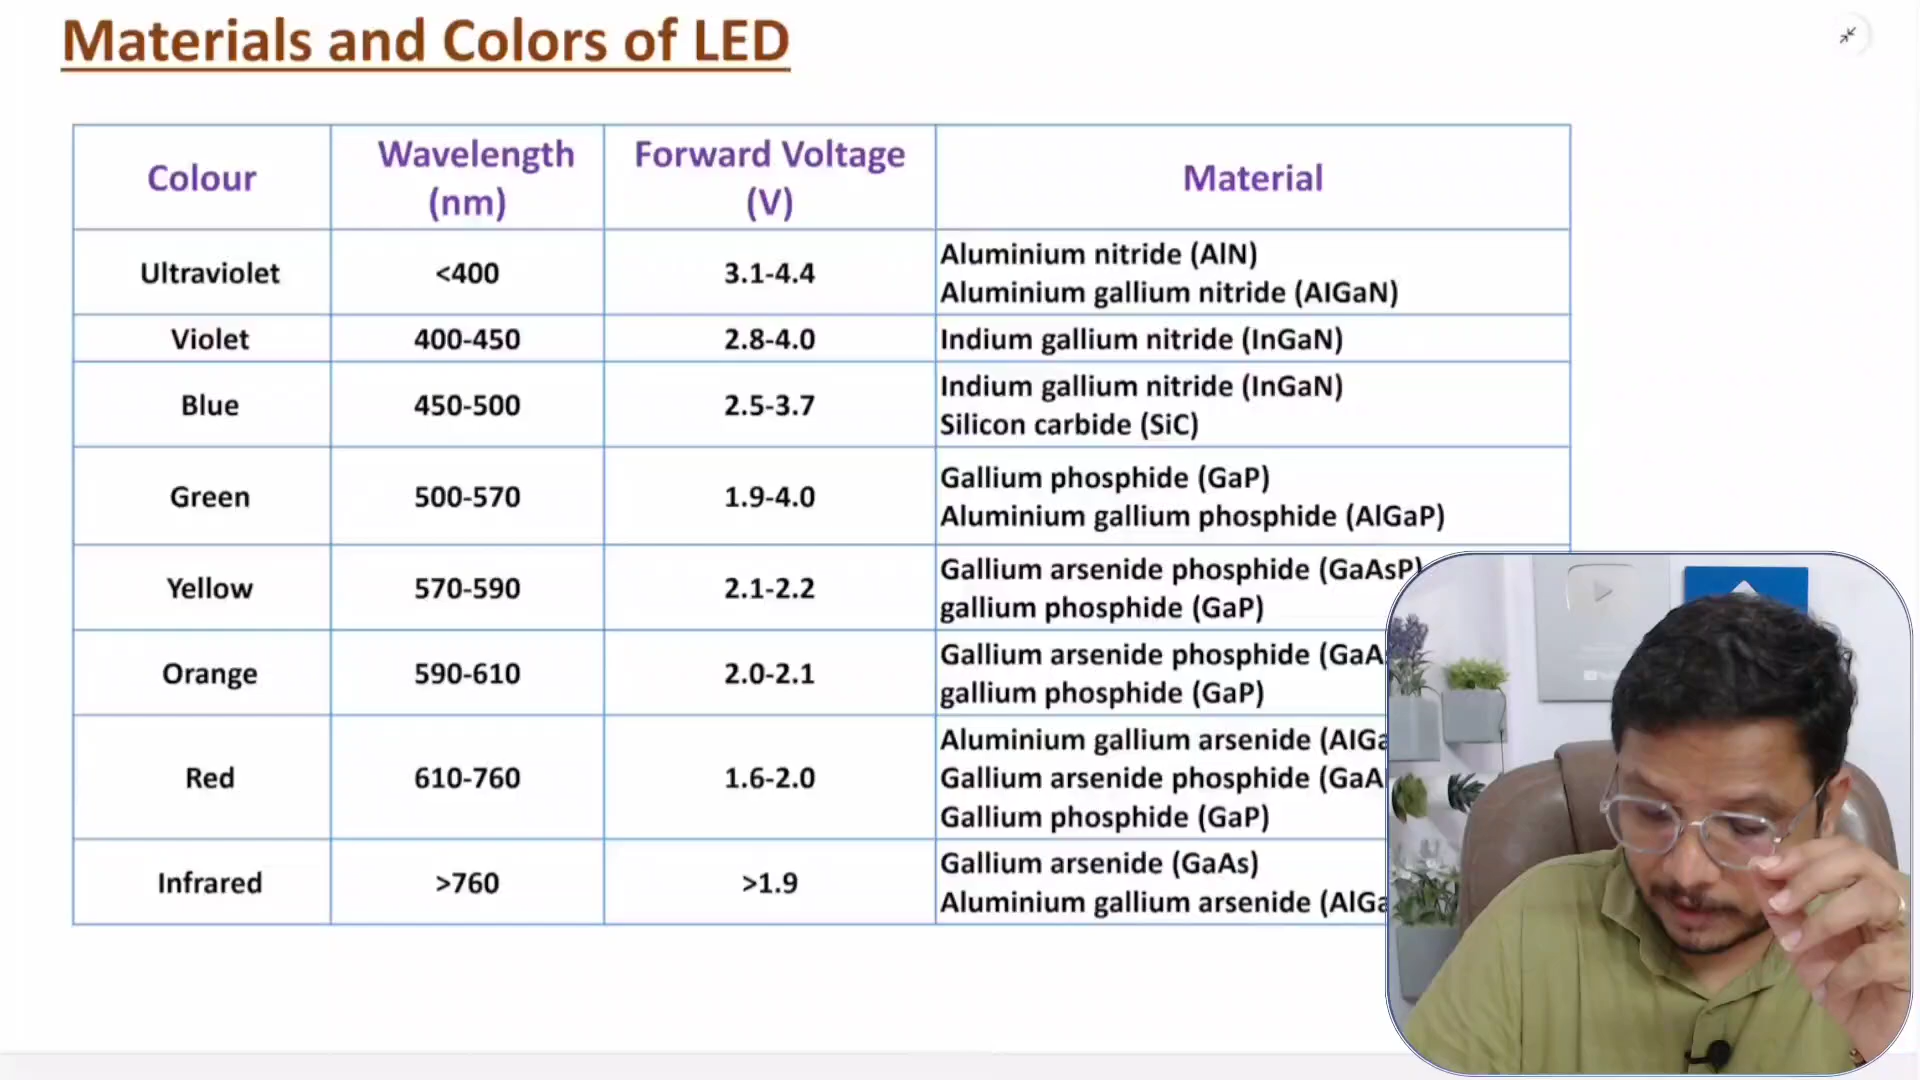 Materials and Colors of LED
Colour
Wavelength
(nm)
Forward Voltage
(V)
Material
Ultraviolet
<400
3.1-4.4
Aluminium nitride (AlN)
Aluminium gallium nitride (AlGaN)
Violet
400-450
2.8-4.0
Indium gallium nitride (InGaN)
Blue
450-500
2.5-3.7
Indium gallium nitride (InGaN)
Silicon carbide (SiC)
Green
500-570
1.9-4.0
Gallium phosphide (GaP)
Aluminium gallium phosphide (AlGaP)
Yellow
570-590
2.1-2.2
Gallium arsenide phosphide (GaAsP)
gallium phosphide (GaP)
Orange
590-610
2.0-2.1
Gallium arsenide phosphide (GaA
gallium phosphide (GaP)
Red
610-760
1.6-2.0
Aluminium gallium arsenide (AlGa
Gallium arsenide phosphide (GaA
Gallium phosphide (GaP)
Infrared
>760
>1.9
Gallium arsenide (GaAs)
Aluminium gallium arsenide (AlGa